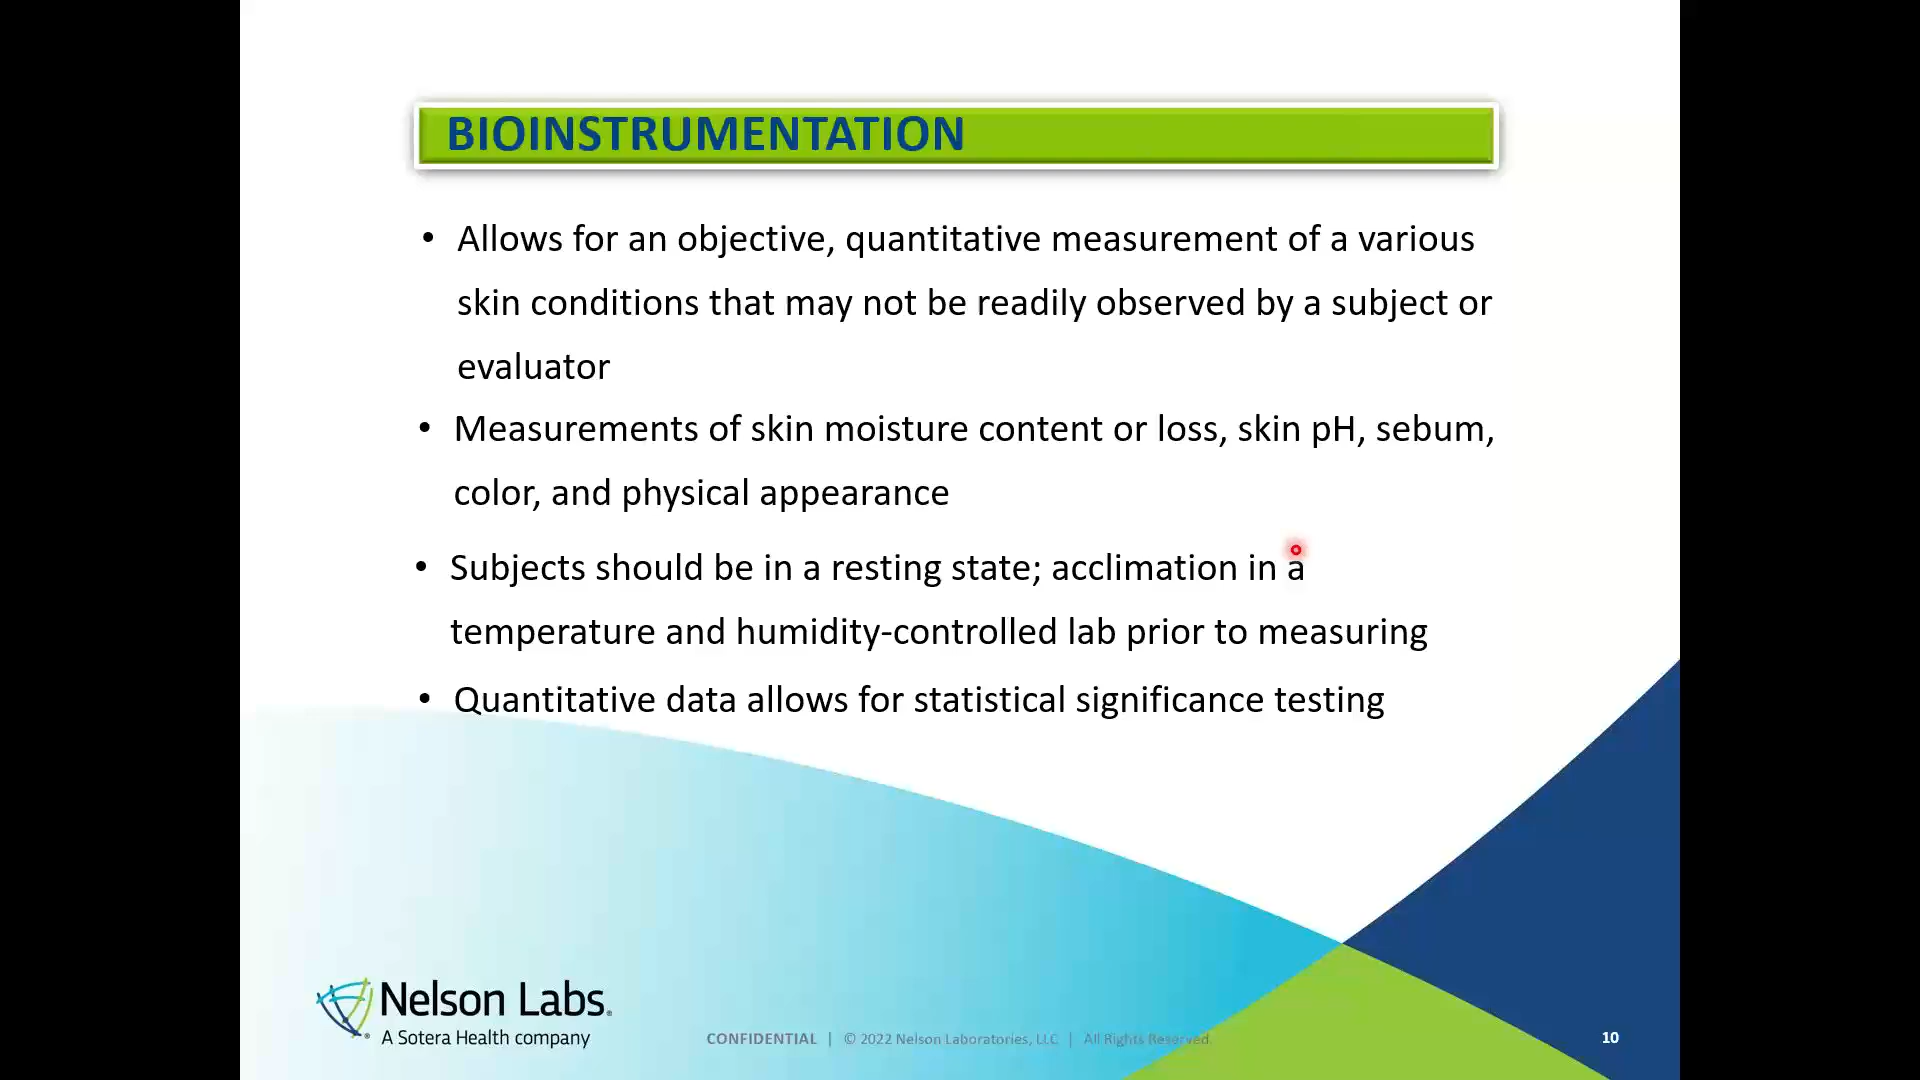 BIOINSTRUMENTATION
• Allows for an objective, quantitative measurement of a various
skin conditions that may not be readily observed by a subject or
evaluator
• Measurements of skin moisture content or loss, skin pH, sebum,
color, and physical appearance
• Subjects should be in a resting state; acclimation in a
temperature and humidity-controlled lab prior to measuring
• Quantitative data allows for statistical significance testing
Nelson Labs®
A Sotera Health company
CONFIDENTIAL | © 2022 Nelson Laboratories, LLC | All Rights Reserved.
10